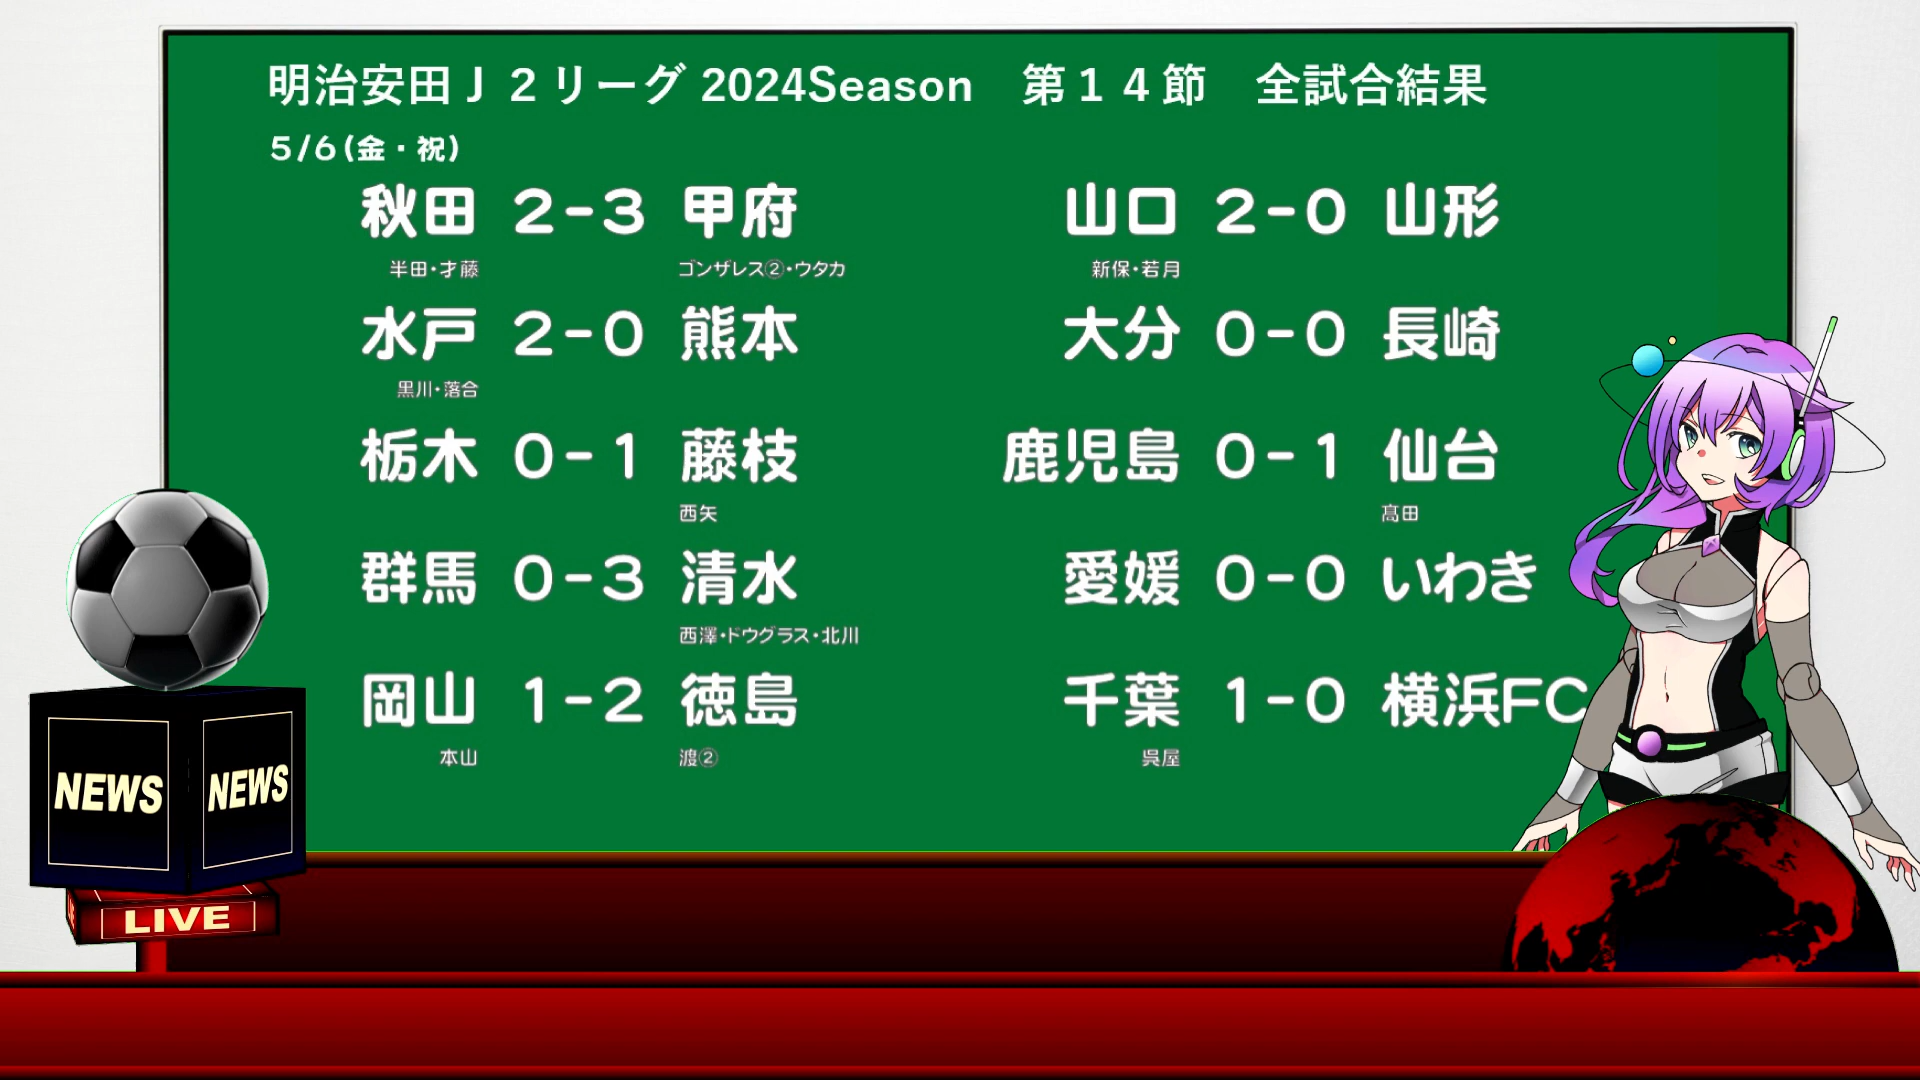 明治安田Ｊ２リーグ 2024Season　第１４節　全試合結果
5/6(金・祝)
秋田 2-3 甲府
半田・才藤 ゴンザレス②・ウタカ
水戸 2-0 熊本
黒川・落合
栃木 0-1 藤枝
西矢
群馬 0-3 清水
西澤・ドウグラス・北川
岡山 1-2 徳島
本山 渡②
山口 2-0 山形
新保・若月
大分 0-0 長崎
鹿児島 0-1 仙台
髙田
愛媛 0-0 いわき
千葉 1-0 横浜FC
呉屋
NEWS NEWS
LIVE